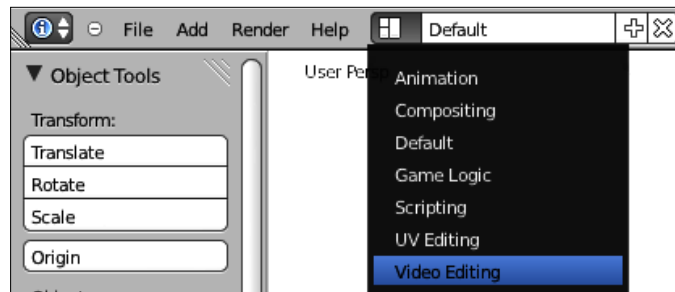 File Add Render Help Default
Object Tools
User Pers
Transform:
Translate
Rotate
Scale
Origin
Animation
Compositing
Default
Game Logic
Scripting
UV Editing
Video Editing